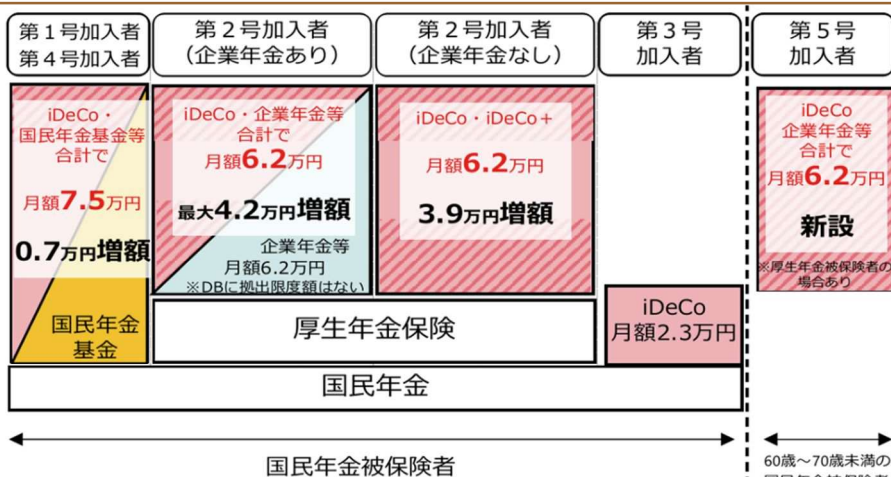 第１号加入者
第４号加入者
第２号加入者
（企業年金あり）
第２号加入者
（企業年金なし）
第３号
加入者
第５号
加入者
iDeCo・
国民年金基金等
合計で
月額7.5万円
0.7万円増額
国民年金
基金
iDeCo・企業年金等
合計で
月額6.2万円
最大4.2万円増額
企業年金等
月額6.2万円
※DBに拠出限度額はない
iDeCo・iDeCo＋
月額6.2万円
3.9万円増額
iDeCo
月額2.3万円
iDeCo
企業年金等
合計で
月額6.2万円
新設
※厚生年金被保険者の
場合あり
厚生年金保険
国民年金
国民年金被保険者
60歳～70歳未満の